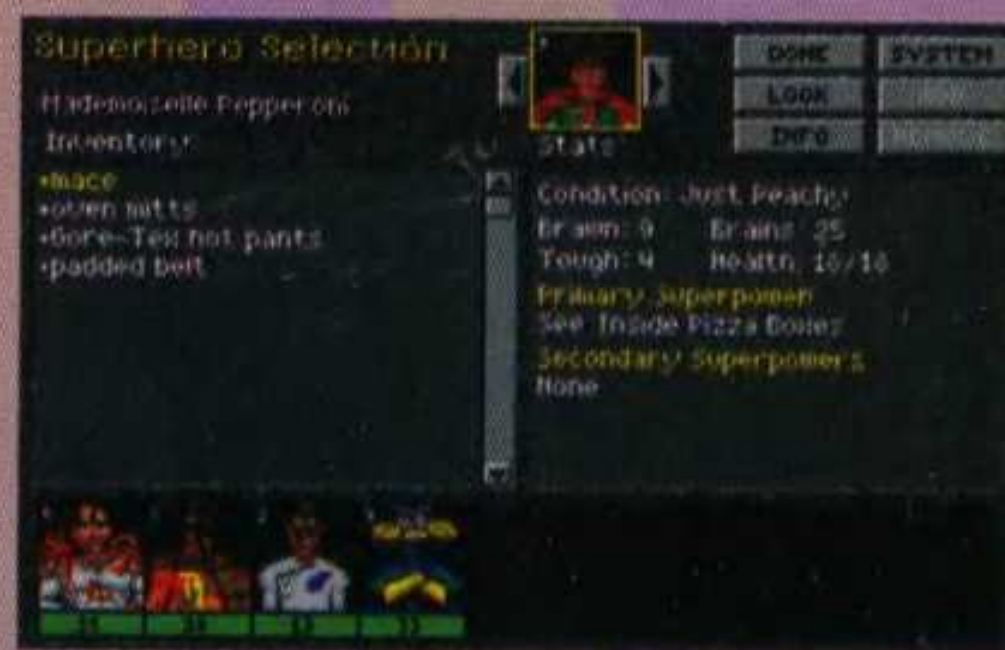 Superhero Selection
Mademoiselle Pepperoni
Inventory:
•mace
•oven mitts
•Gore-Tex hot pants
•padded belt
DONE
SYSTEM
LOOK
INFO
Stats
Condition: Just Peachy
Brawn: 9 Brains: 25
Tough: 4 Health: 16/16
Primary Superpower
See Inside Pizza Boxes
Secondary Superpowers
None